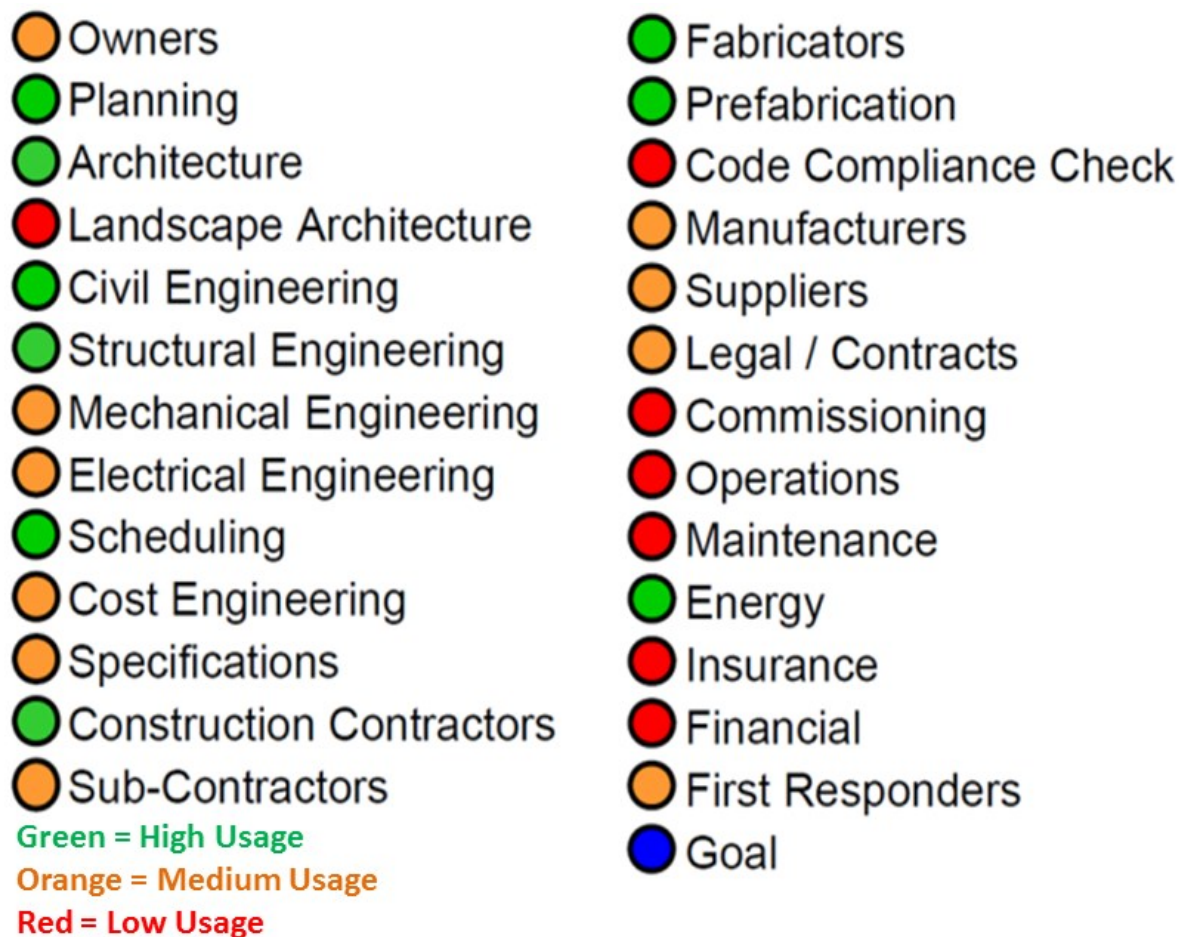 Owners
Planning
Architecture
Landscape Architecture
Civil Engineering
Structural Engineering
Mechanical Engineering
Electrical Engineering
Scheduling
Cost Engineering
Specifications
Construction Contractors
Sub-Contractors
Green = High Usage
Orange = Medium Usage
Red = Low Usage
Fabricators
Prefabrication
Code Compliance Check
Manufacturers
Suppliers
Legal / Contracts
Commissioning
Operations
Maintenance
Energy
Insurance
Financial
First Responders
Goal